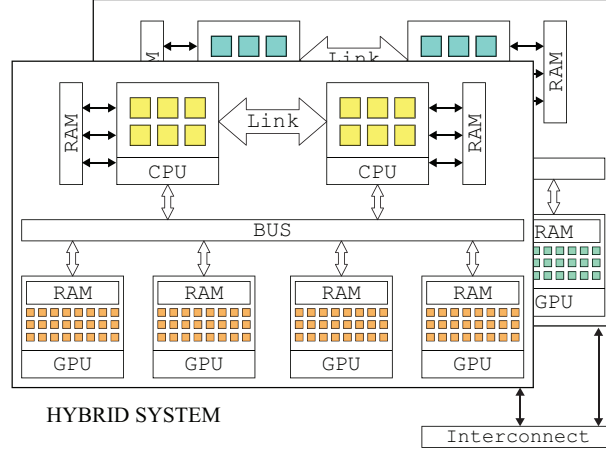 RAM
Link
RAM
RAM
Link
RAM
CPU
CPU
BUS
RAM
RAM
RAM
RAM
RAM
GPU
GPU
GPU
GPU
GPU
HYBRID SYSTEM
Interconnect